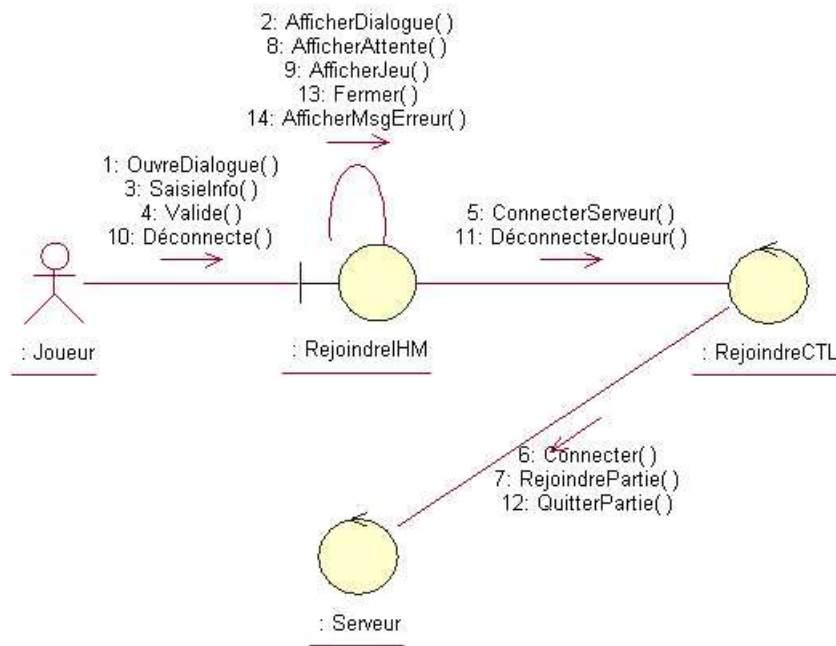 2: AfficherDialogue( )
8: AfficherAttente( )
9: AfficherJeu( )
13: Fermer( )
14: AfficherMsgErreur( )
1: OuvreDialogue( )
3: SaisieInfo( )
4: Valide( )
10: Déconnecte( )
5: ConnecterServeur( )
11: DéconnecterJoueur( )
: Joueur
: RejoindreIHM
: RejoindreCTL
6: Connecter( )
7: RejoindrePartie( )
12: QuitterPartie( )
: Serveur